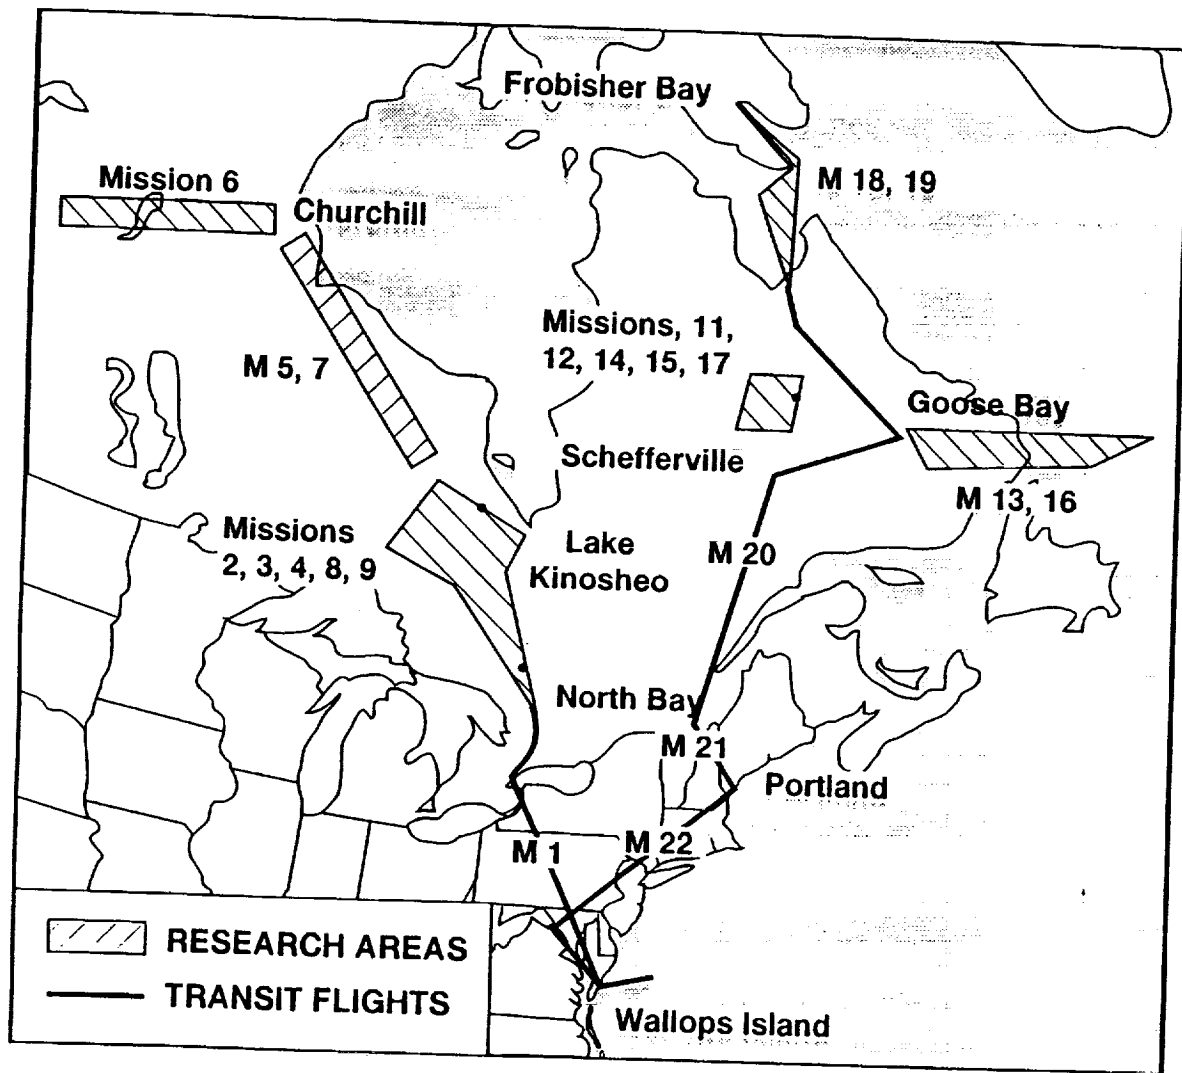 Frobisher Bay
Mission 6
M 18, 19
Churchill
Missions, 11,
12, 14, 15, 17
M 5, 7
Goose Bay
Schefferville
M 13, 16
Missions
2, 3, 4, 8, 9
Lake
Kinosheo
M 20
North Bay
M 21
Portland
M 1
M 22
RESEARCH AREAS
TRANSIT FLIGHTS
Wallops Island